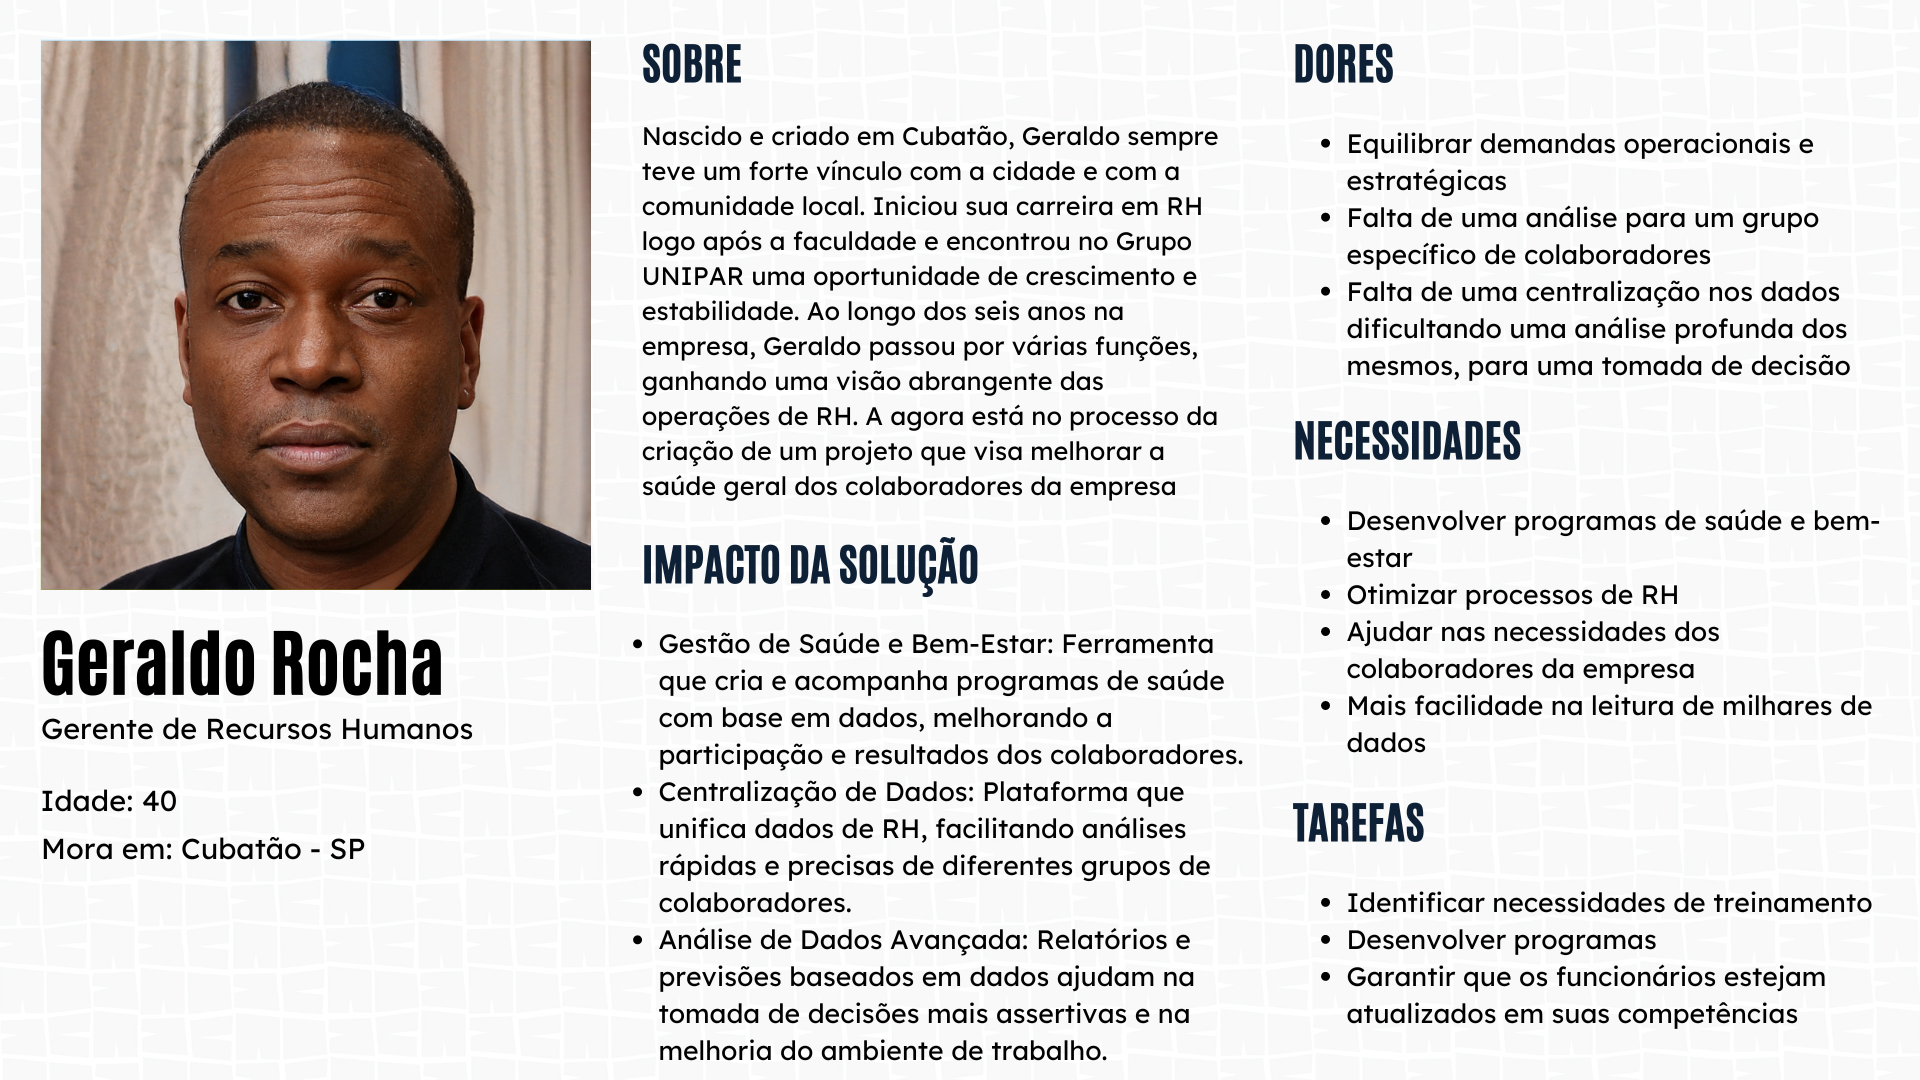 Geraldo Rocha
Gerente de Recursos Humanos
Idade: 40
Mora em: Cubatão - SP
SOBRE
Nascido e criado em Cubatão, Geraldo sempre
teve um forte vínculo com a cidade e com a
comunidade local. Iniciou sua carreira em RH
logo após a faculdade e encontrou no Grupo
UNIPAR uma oportunidade de crescimento e
estabilidade. Ao longo dos seis anos na
empresa, Geraldo passou por várias funções,
ganhando uma visão abrangente das
operações de RH. A agora está no processo da
criação de um projeto que visa melhorar a
saúde geral dos colaboradores da empresa
IMPACTO DA SOLUÇÃO
• Gestão de Saúde e Bem-Estar: Ferramenta
que cria e acompanha programas de saúde
com base em dados, melhorando a
participação e resultados dos colaboradores.
• Centralização de Dados: Plataforma que
unifica dados de RH, facilitando análises
rápidas e precisas de diferentes grupos de
colaboradores.
• Análise de Dados Avançada: Relatórios e
previsões baseados em dados ajudam na
tomada de decisões mais assertivas e na
melhoria do ambiente de trabalho.
DORES
• Equilibrar demandas operacionais e
estratégicas
• Falta de uma análise para um grupo
específico de colaboradores
• Falta de uma centralização nos dados
dificultando uma análise profunda dos
mesmos, para uma tomada de decisão
NECESSIDADES
• Desenvolver programas de saúde e bem-
estar
• Otimizar processos de RH
• Ajudar nas necessidades dos
colaboradores da empresa
• Mais facilidade na leitura de milhares de
dados
TAREFAS
• Identificar necessidades de treinamento
• Desenvolver programas
• Garantir que os funcionários estejam
atualizados em suas competências